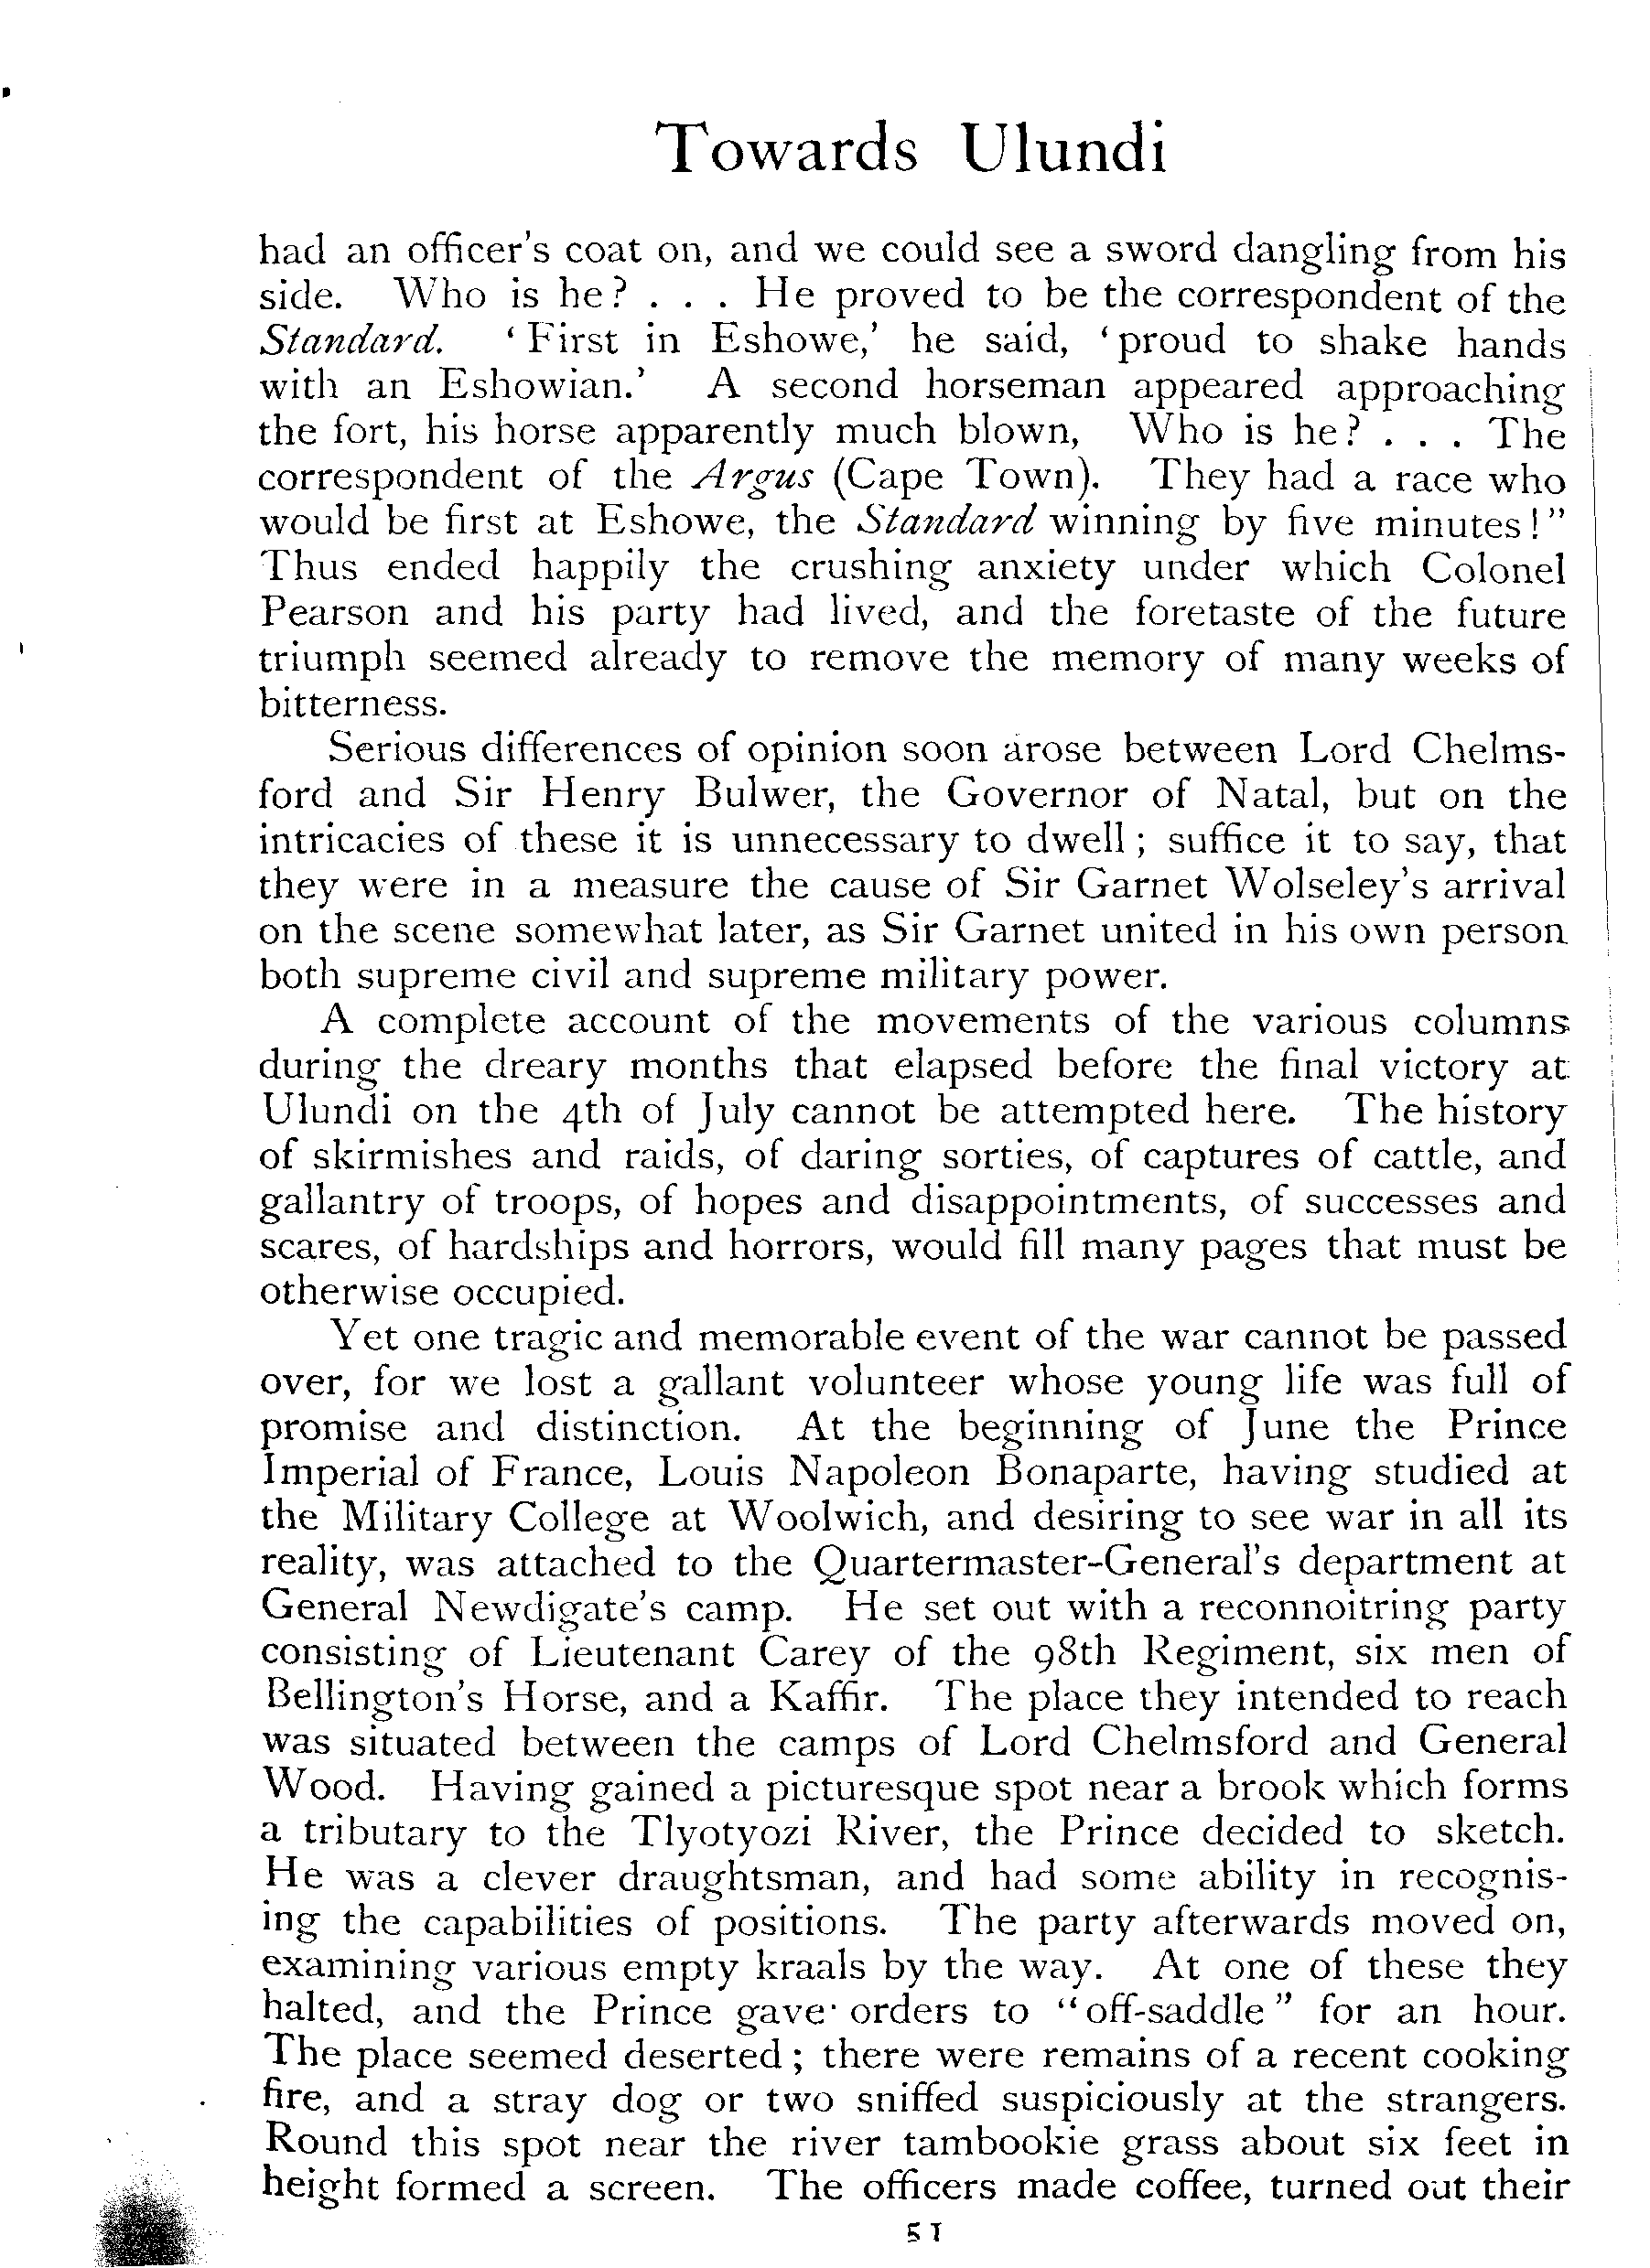 Towards Ulundi
had an officer's coat on, and we could see a sword dangling from his
side. Who is he? . . . He proved to be the correspondent of the
Standard. 'First in Eshowe,' he said, 'proud to shake hands
with an Eshowian.' A second horseman appeared approaching
the fort, his horse apparently much blown, Who is he? . . . The
correspondent of the Argus (Cape Town). They had a race who
would be first at Eshowe, the Standard winning by five minutes!"
Thus ended happily the crushing anxiety under which Colonel
Pearson and his party had lived, and the foretaste of the future
triumph seemed already to remove the memory of many weeks of
bitterness.
Serious differences of opinion soon arose between Lord Chelms-
ford and Sir Henry Bulwer, the Governor of Natal, but on the
intricacies of these it is unnecessary to dwell; suffice it to say, that
they were in a measure the cause of Sir Garnet Wolseley's arrival
on the scene somewhat later, as Sir Garnet united in his own person
both supreme civil and supreme military power.
A complete account of the movements of the various columns
during the dreary months that elapsed before the final victory at
Ulundi on the 4th of July cannot be attempted here. The history
of skirmishes and raids, of daring sorties, of captures of cattle, and
gallantry of troops, of hopes and disappointments, of successes and
scares, of hardships and horrors, would fill many pages that must be
otherwise occupied.
Yet one tragic and memorable event of the war cannot be passed
over, for we lost a gallant volunteer whose young life was full of
promise and distinction. At the beginning of June the Prince
Imperial of France, Louis Napoleon Bonaparte, having studied at
the Military College at Woolwich, and desiring to see war in all its
reality, was attached to the Quartermaster-General's department at
General Newdigate's camp. He set out with a reconnoitring party
consisting of Lieutenant Carey of the 98th Regiment, six men of
Bellington's Horse, and a Kaffir. The place they intended to reach
was situated between the camps of Lord Chelmsford and General
Wood. Having gained a picturesque spot near a brook which forms
a tributary to the Tlyotyozi River, the Prince decided to sketch.
He was a clever draughtsman, and had some ability in recognis-
ing the capabilities of positions. The party afterwards moved on,
examining various empty kraals by the way. At one of these they
halted, and the Prince gave orders to "off-saddle" for an hour.
The place seemed deserted; there were remains of a recent cooking
fire, and a stray dog or two sniffed suspiciously at the strangers.
Round this spot near the river tambookie grass about six feet in
height formed a screen. The officers made coffee, turned out their
51